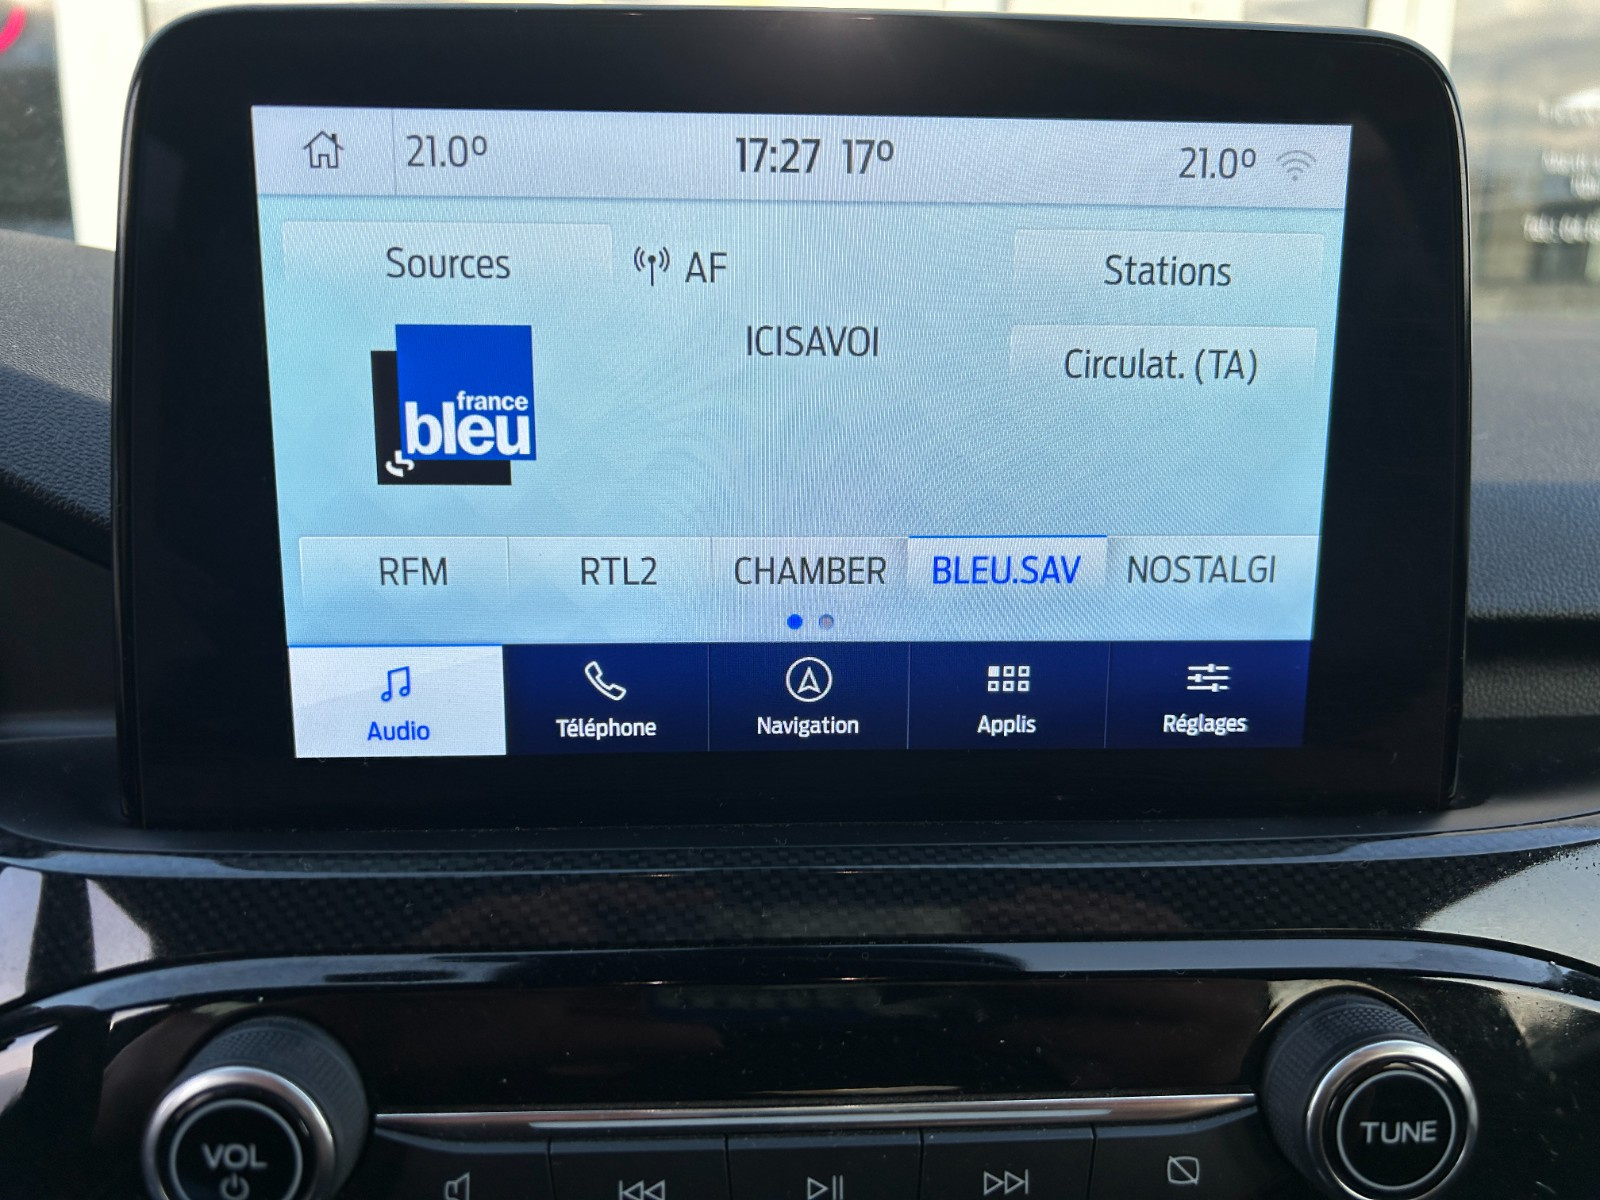 21.0° 17:27 17° 21.0°
Sources AF Stations
ICISAVOI
Circulat. (TA)
france
bleu
RFM RTL2 CHAMBER BLEU.SAV NOSTALGI
Audio Téléphone Navigation Applis Réglages
VOL
TUNE